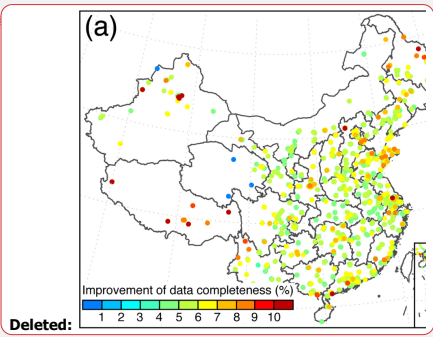 (a)
Improvement of data completeness (%)
1 2 3 4 5 6 7 8 9 10
Deleted: